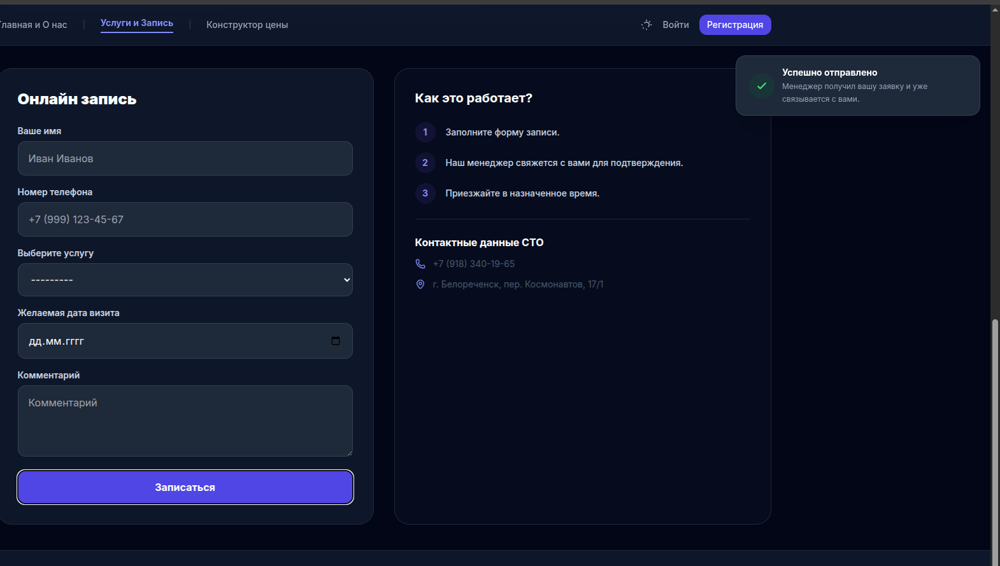 Главная и О нас | Услуги и Запись | Конструктор цены Войти Регистрация
Успешно отправлено
Менеджер получил вашу заявку и уже
связывается с вами.
Онлайн запись
Ваше имя
Иван Иванов
Номер телефона
+7 (999) 123-45-67
Выберите услугу
---------
Желаемая дата визита
дд.мм.гггг
Комментарий
Комментарий
Записаться
Как это работает?
1 Заполните форму записи.
2 Наш менеджер свяжется с вами для подтверждения.
3 Приезжайте в назначенное время.
Контактные данные СТО
+7 (918) 340-19-65
г. Белореченск, пер. Космонавтов, 17/1